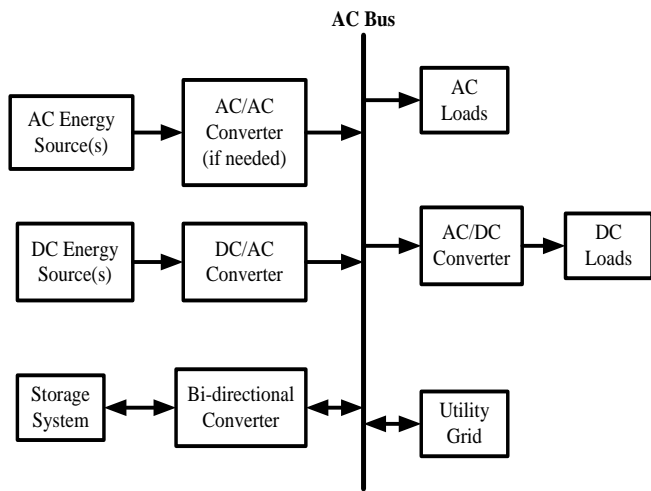 AC Bus
AC Energy
Source(s)
AC/AC
Converter
(if needed)
AC
Loads
DC Energy
Source(s)
DC/AC
Converter
AC/DC
Converter
DC
Loads
Storage
System
Bi-directional
Converter
Utility
Grid